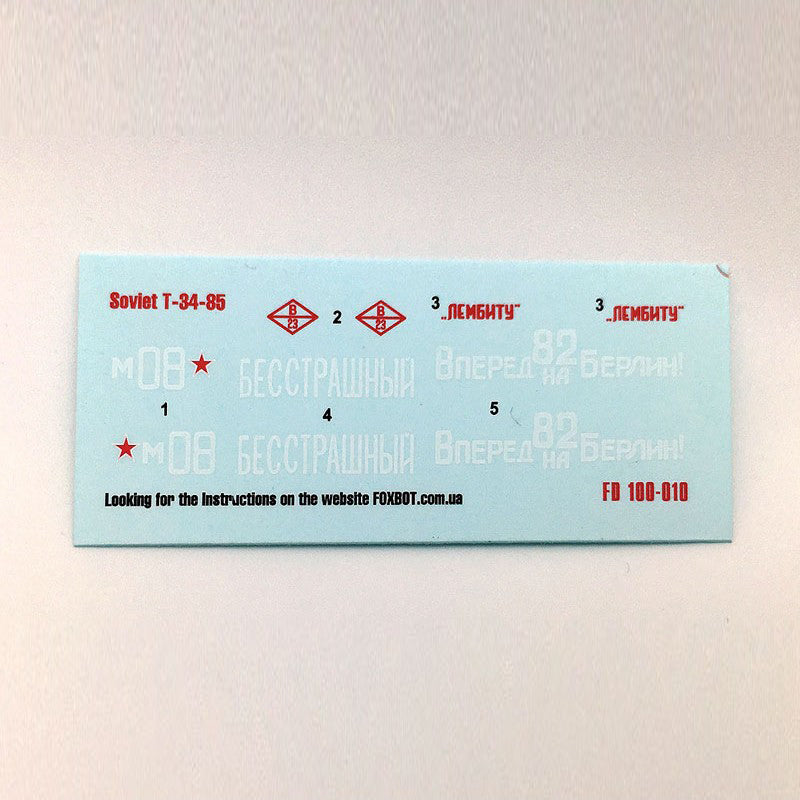 Soviet T-34-85
В
23
2
В
23
3
„ЛЕМБИТУ"
3
„ЛЕМБИТУ"
м08
БЕССТРАШНЫЙ
Вперед 82 на Берлин!
1
4
5
м08
БЕССТРАШНЫЙ
Вперед 82 на Берлин!
Looking for the Instructions on the website FOXBOT.com.ua
FD 100-010